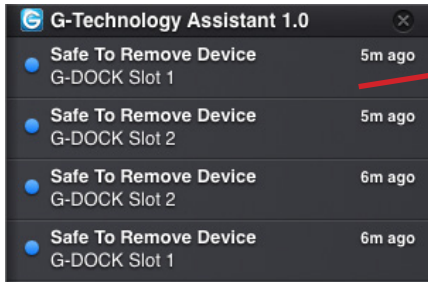 G-Technology Assistant 1.0
Safe To Remove Device 5m ago
G-DOCK Slot 1
Safe To Remove Device 5m ago
G-DOCK Slot 2
Safe To Remove Device 6m ago
G-DOCK Slot 2
Safe To Remove Device 6m ago
G-DOCK Slot 1